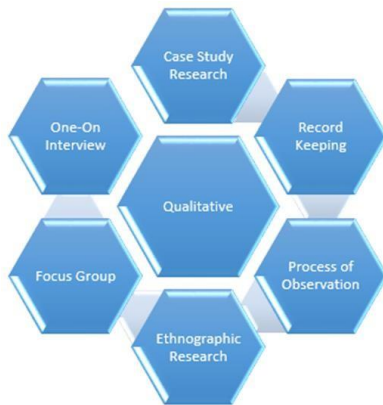 Case Study
Research
One-On
Interview
Record
Keeping
Qualitative
Focus Group
Process of
Observation
Ethnographic
Research